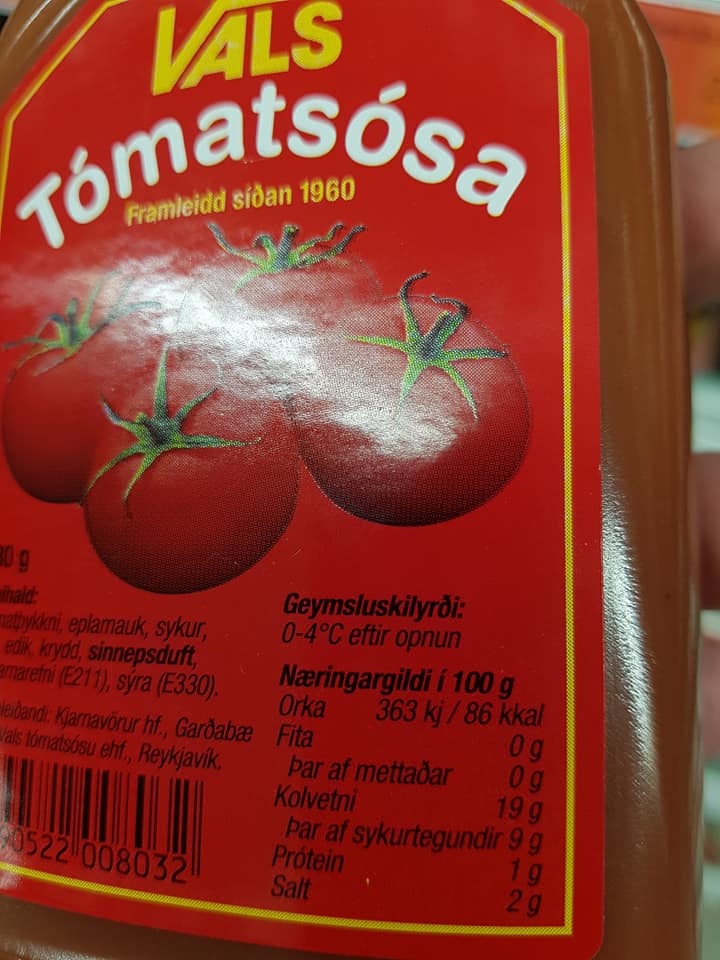 VALS
Tómatsósa
Framleidd síðan 1960
0 g
eplamauk, sykur,
edik, krydd, sinnepsduft,
(E211), sýra (E330).
Kjarnavörur hf., Garðabæ
Vals tómatsósu ehf., Reykjavík.
90522 008032
Geymsluskilyrði:
0-4°C eftir opnun
Næringargildi í 100 g
Orka 363 kj / 86 kkal
Fita 0 g
Þar af mettaðar 0 g
Kolvetni 19 g
Þar af sykurtegundir 9 g
Prótein 1 g
Salt 2 g